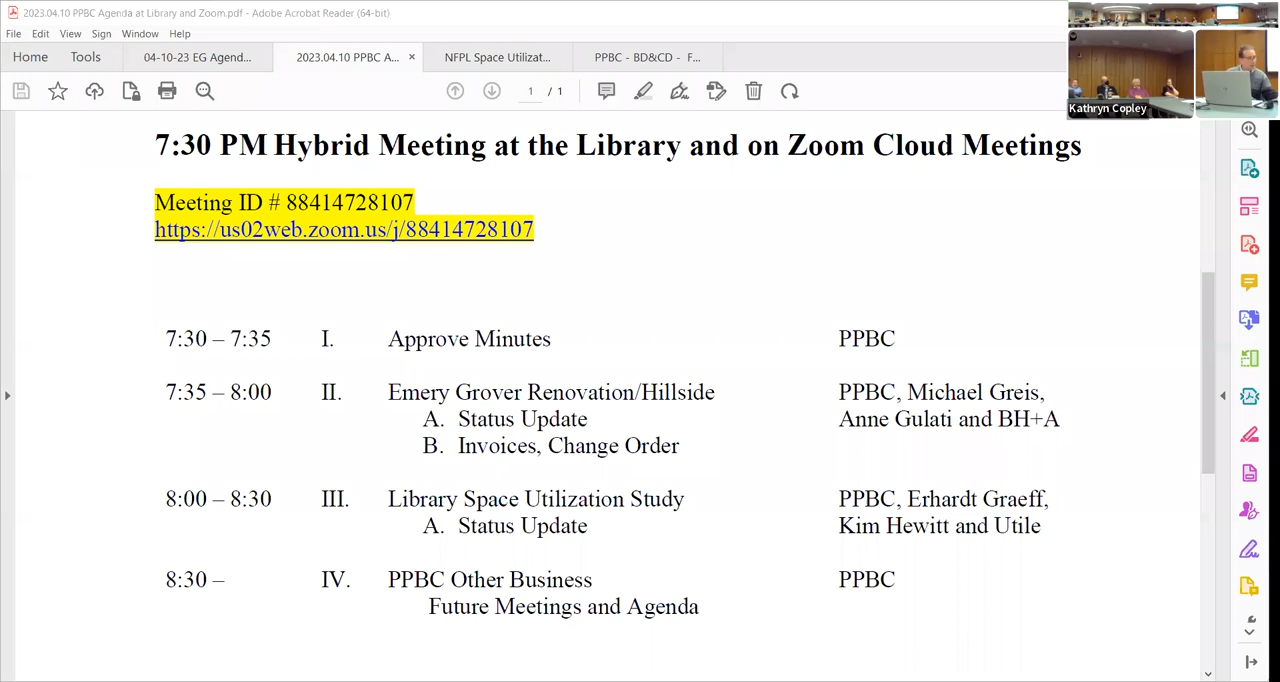 2023.04.10 PPBC Agenda at Library and Zoom.pdf - Adobe Acrobat Reader (64-bit)
File Edit View Sign Window Help
Home Tools 04-10-23 EG Agend... 2023.04.10 PPBC A... × NFPL Space Utilizat... PPBC - BD&CD - F...
1 / 1
Kathryn Copley
7:30 PM Hybrid Meeting at the Library and on Zoom Cloud Meetings
Meeting ID # 88414728107
https://us02web.zoom.us/j/88414728107
7:30 – 7:35 I. Approve Minutes PPBC
7:35 – 8:00 II. Emery Grover Renovation/Hillside PPBC, Michael Greis,
A. Status Update Anne Gulati and BH+A
B. Invoices, Change Order
8:00 – 8:30 III. Library Space Utilization Study PPBC, Erhardt Graeff,
A. Status Update Kim Hewitt and Utile
8:30 – IV. PPBC Other Business PPBC
Future Meetings and Agenda